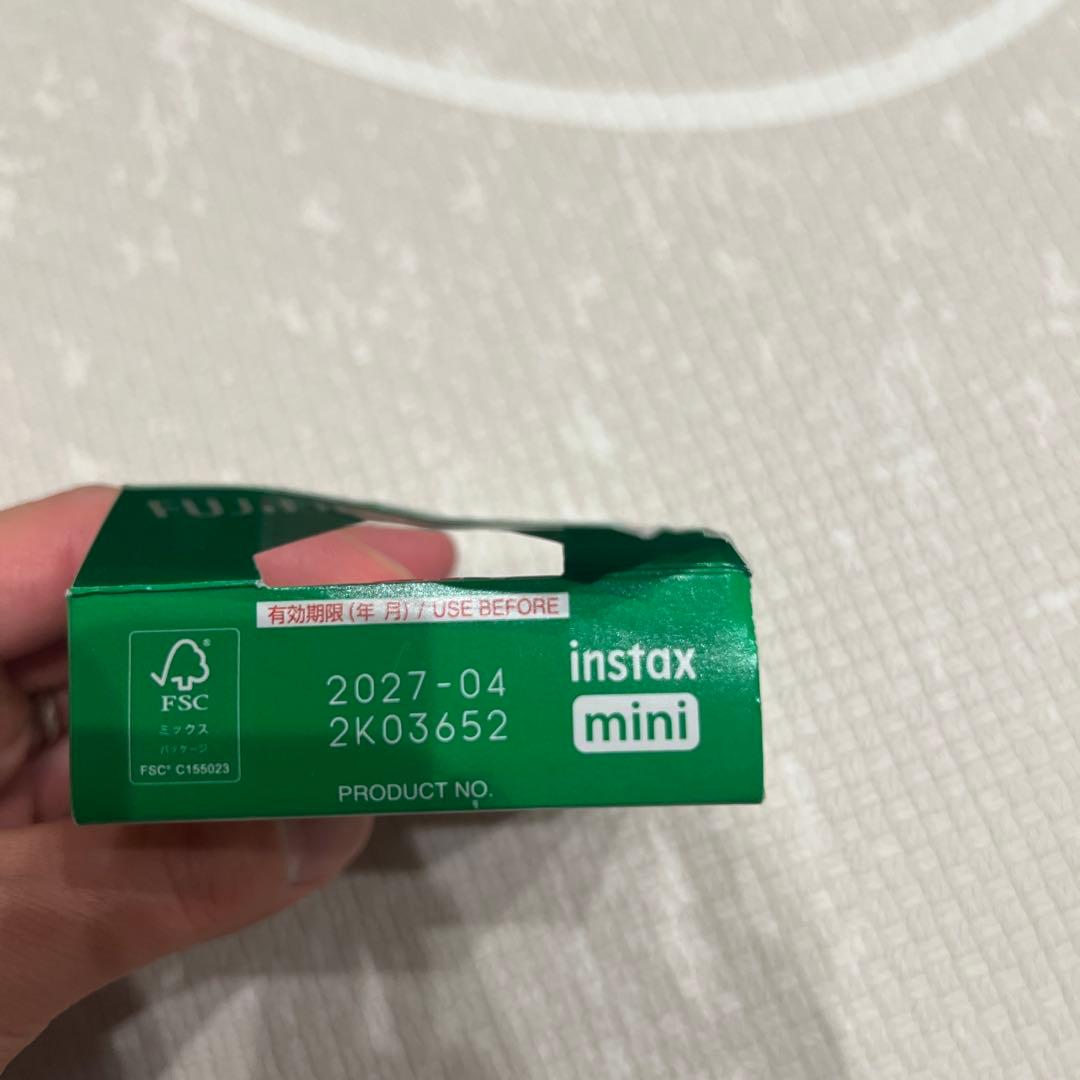 有効期限(年 月) / USE BEFORE
FSC®
ミックス
パッケージ
FSC® C155023
2027-04
2K03652
PRODUCT NO.
instax
mini